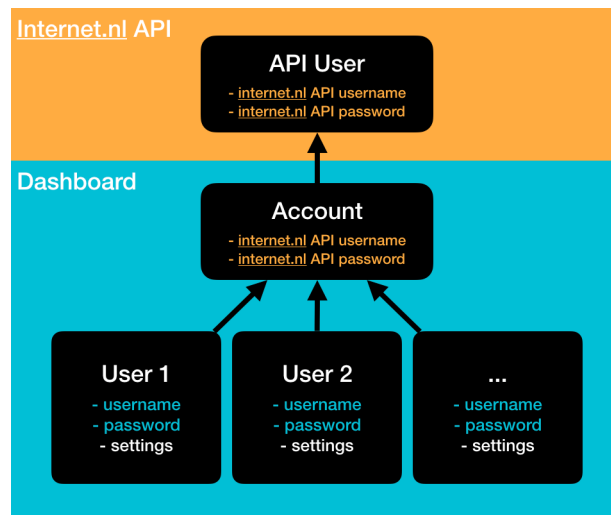 Internet.nl API
API User
- internet.nl API username
- internet.nl API password
Dashboard
Account
- internet.nl API username
- internet.nl API password
User 1
- username
- password
- settings
User 2
- username
- password
- settings
...
- username
- password
- settings